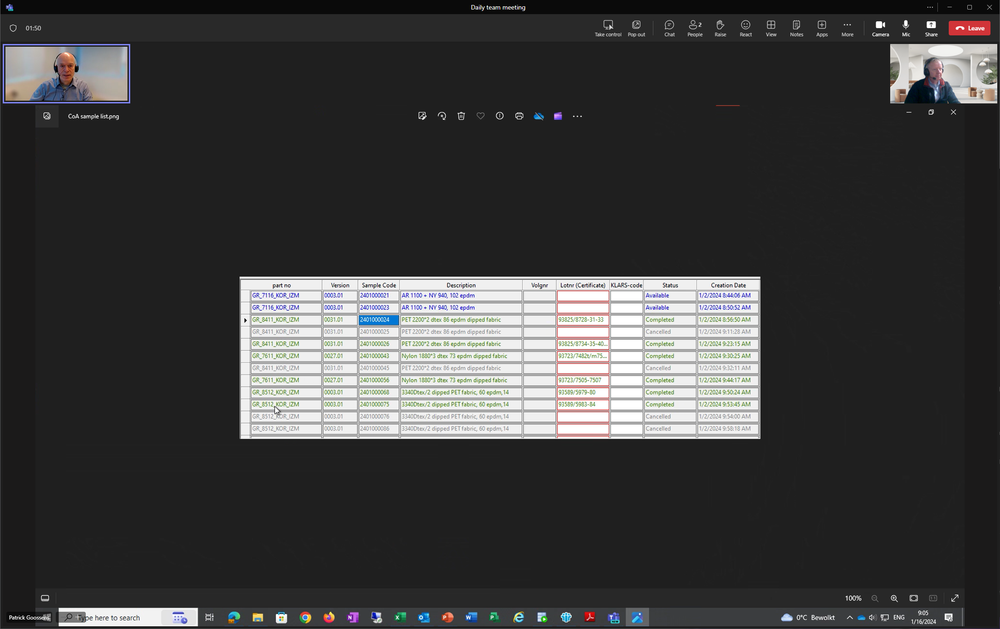 Daily team meeting
01:50
Take control Pop out Chat People 2 Raise React View Notes Apps More Camera Mic Share Leave
CoA sample list.png
part no Version Sample Code Description Volgnr Lotnr (Certificate) KLARS-code Status Creation Date
GR_7116_KOR_IZM 0003.01 2401000021 AR 1100 + NY 940, 102 epdm Available 1/2/2024 8:44:06 AM
GR_7116_KOR_IZM 0003.01 2401000023 AR 1100 + NY 940, 102 epdm Available 1/2/2024 8:50:52 AM
GR_8411_KOR_IZM 0031.01 2401000024 PET 2200*2 dtex 86 epdm dipped fabric 93825/8728-31-33 Completed 1/2/2024 8:56:50 AM
GR_8411_KOR_IZM 0031.01 2401000025 PET 2200*2 dtex 86 epdm dipped fabric Cancelled 1/2/2024 9:11:28 AM
GR_8411_KOR_IZM 0031.01 2401000026 PET 2200*2 dtex 86 epdm dipped fabric 93825/8734-35-40... Completed 1/2/2024 9:23:15 AM
GR_7611_KOR_IZM 0027.01 2401000043 Nylon 1880*3 dtex 73 epdm dipped fabric 93723/7482t/m75... Completed 1/2/2024 9:30:25 AM
GR_8411_KOR_IZM 0031.01 2401000045 PET 2200*2 dtex 86 epdm dipped fabric Cancelled 1/2/2024 9:32:11 AM
GR_7611_KOR_IZM 0027.01 2401000056 Nylon 1880*3 dtex 73 epdm dipped fabric 93723/7505-7507 Completed 1/2/2024 9:44:17 AM
GR_8512_KOR_IZM 0003.01 2401000068 3340Dtex/2 dipped PET fabric, 60 epdm,14 93589/5979-80 Completed 1/2/2024 9:50:24 AM
GR_8512_KOR_IZM 0003.01 2401000075 3340Dtex/2 dipped PET fabric, 60 epdm,14 93589/5983-84 Completed 1/2/2024 9:53:45 AM
GR_8512_KOR_IZM 0003.01 2401000076 3340Dtex/2 dipped PET fabric, 60 epdm,14 Cancelled 1/2/2024 9:54:00 AM
GR_8512_KOR_IZM 0003.01 2401000086 3340Dtex/2 dipped PET fabric, 60 epdm,14 Cancelled 1/2/2024 9:58:18 AM
100%
Patrick Goossens Type here to search 0°C Bewolkt ENG 9:05
1/16/2024